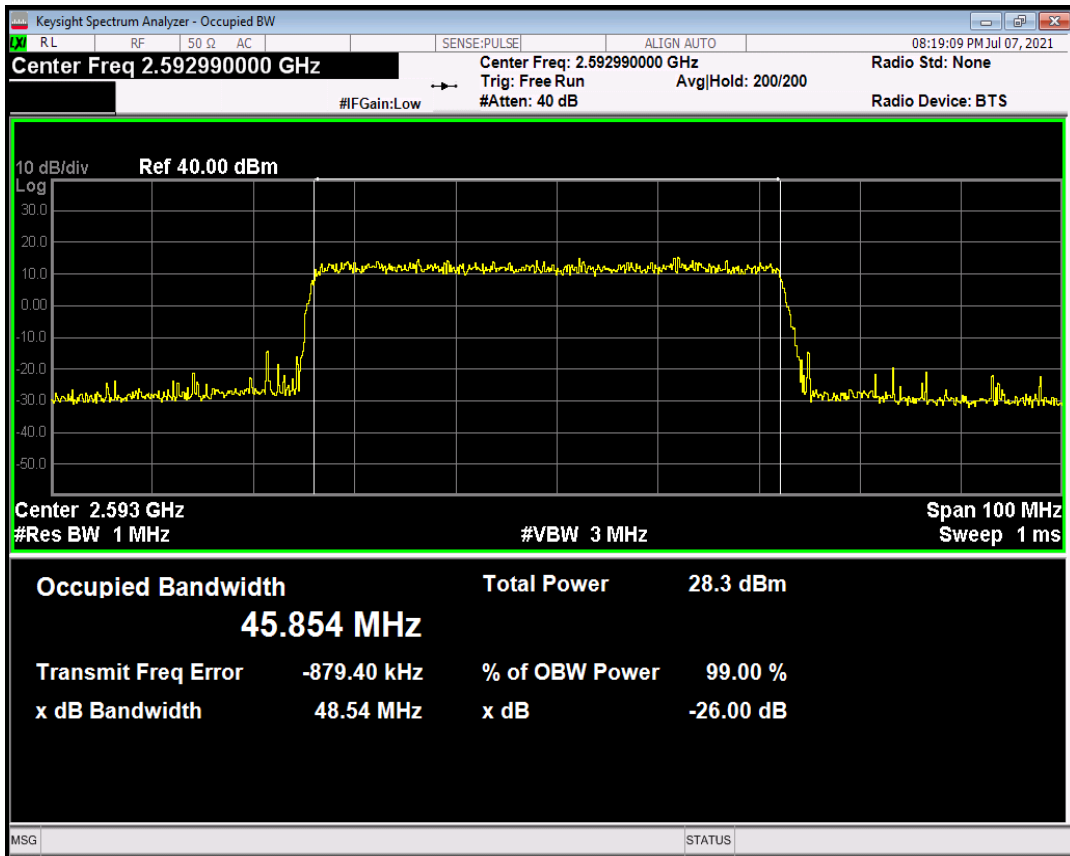 Keysight Spectrum Analyzer - Occupied BW
LXI RL RF 50 Ω AC SENSE:PULSE ALIGN AUTO 08:19:09 PM Jul 07, 2021
Center Freq 2.592990000 GHz
Center Freq: 2.592990000 GHz
Radio Std: None
Trig: Free Run Avg|Hold: 200/200
#IFGain:Low #Atten: 40 dB Radio Device: BTS
10 dB/div Ref 40.00 dBm
Log
30.0
20.0
10.0
0.00
-10.0
-20.0
-30.0
-40.0
-50.0
Center 2.593 GHz Span 100 MHz
#Res BW 1 MHz #VBW 3 MHz Sweep 1 ms
Occupied Bandwidth Total Power 28.3 dBm
45.854 MHz
Transmit Freq Error -879.40 kHz % of OBW Power 99.00 %
x dB Bandwidth 48.54 MHz x dB -26.00 dB
MSG STATUS